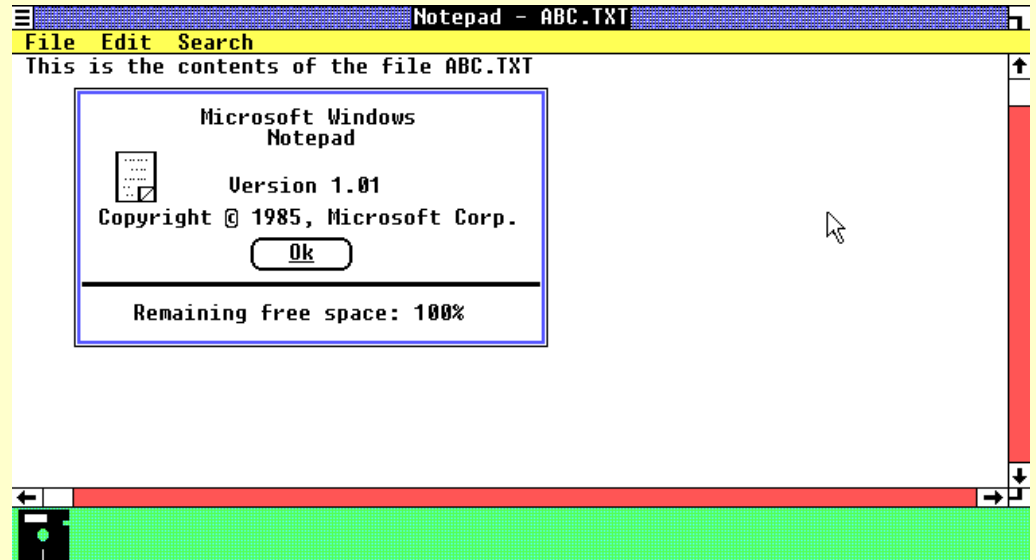 Notepad - ABC.TXT
File Edit Search
This is the contents of the file ABC.TXT
Microsoft Windows
Notepad
Version 1.01
Copyright © 1985, Microsoft Corp.
Ok
Remaining free space: 100%